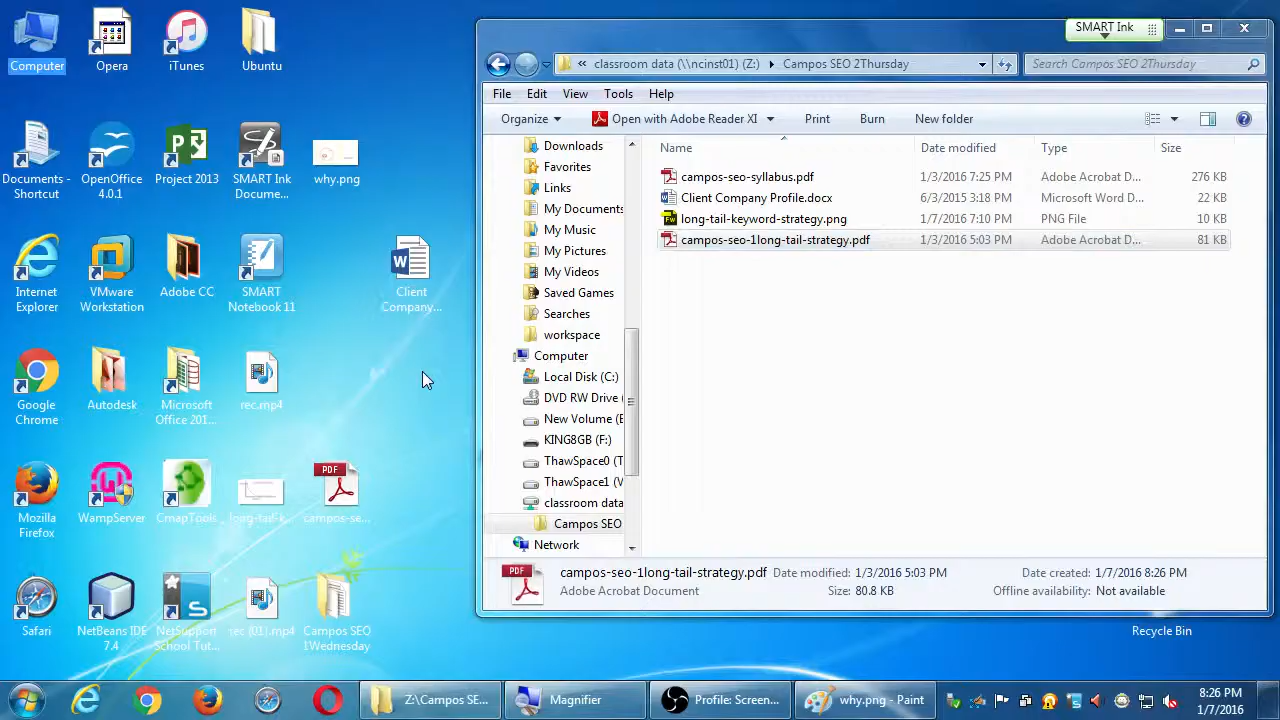 Computer
Opera
iTunes
Ubuntu
Documents -
Shortcut
OpenOffice
4.0.1
Project 2013
SMART Ink
Docume...
why.png
Internet
Explorer
VMware
Workstation
Adobe CC
SMART
Notebook 11
Client
Company...
Google
Chrome
Autodesk
Microsoft
Office 201...
rec.mp4
Mozilla
Firefox
WampServer
CmapTools
long-tail-k...
PDF
campos-se...
Safari
NetBeans IDE
7.4
NetSupport
School Tut...
rec (01).mp4
Campos SEO
1Wednesday
SMART Ink
« classroom data (\\ncinst01) (Z:) Campos SEO 2Thursday
Search Campos SEO 2Thursday
File Edit View Tools Help
Organize Open with Adobe Reader XI Print Burn New folder
Downloads
Favorites
Links
My Documents
My Music
My Pictures
My Videos
Saved Games
Searches
workspace
Computer
Local Disk (C:)
DVD RW Drive (
New Volume (E
KING8GB (F:)
ThawSpace0 (T
ThawSpace1 (V
classroom data
Campos SEO
Network
Name Date modified Type Size
campos-seo-syllabus.pdf 1/3/2016 7:25 PM Adobe Acrobat D... 276 KB
Client Company Profile.docx 6/3/2015 3:18 PM Microsoft Word D... 22 KB
long-tail-keyword-strategy.png 1/7/2016 7:10 PM PNG File 10 KB
campos-seo-1long-tail-strategy.pdf 1/3/2016 5:03 PM Adobe Acrobat D... 81 KB
PDF
campos-seo-1long-tail-strategy.pdf Date modified: 1/3/2016 5:03 PM Date created: 1/7/2016 8:26 PM
Adobe Acrobat Document Size: 80.8 KB Offline availability: Not available
Recycle Bin
Z:\Campos SE... Magnifier Profile: Screen... why.png - Paint
8:26 PM
1/7/2016